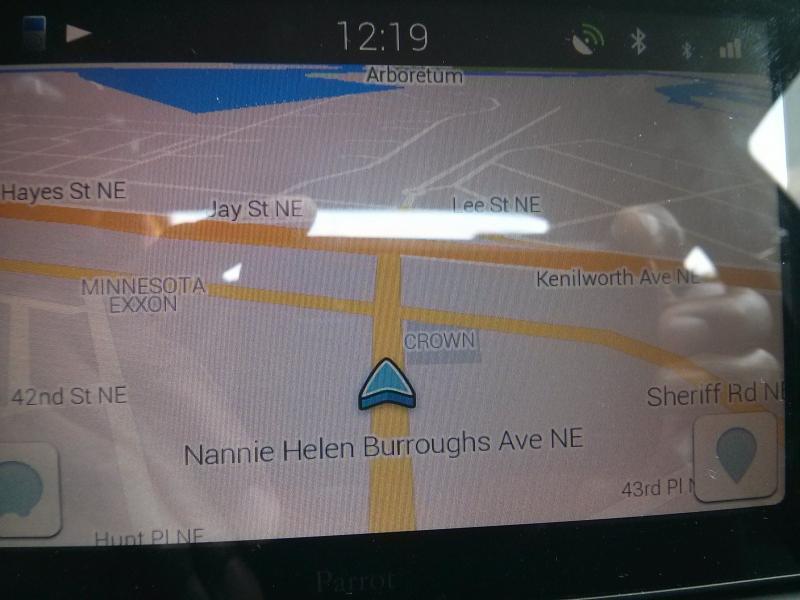 12:19
Arboretum
Hayes St NE
Jay St NE
Lee St NE
Kenilworth Ave NE
MINNESOTA
EXXON
CROWN
42nd St NE
Sheriff Rd NE
Nannie Helen Burroughs Ave NE
43rd Pl N
Hunt Pl NE
Parrot